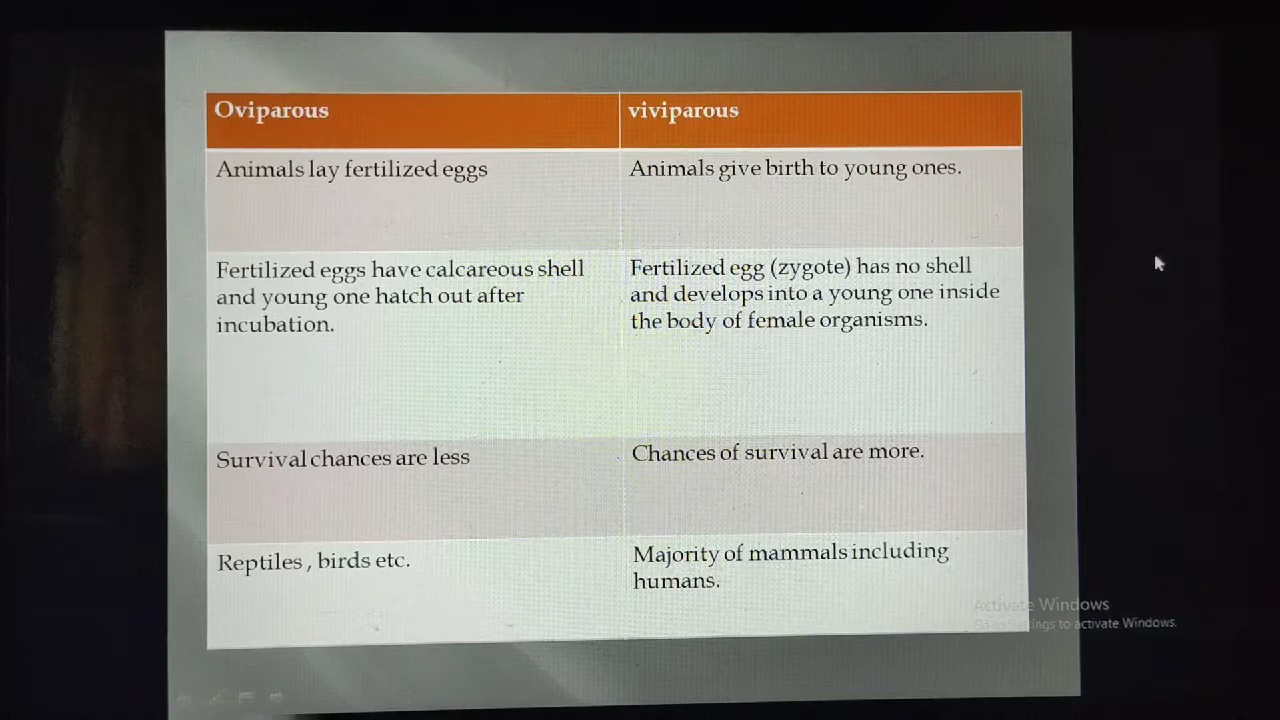 Oviparous
viviparous
Animals lay fertilized eggs
Animals give birth to young ones.
Fertilized eggs have calcareous shell
and young one hatch out after
incubation.
Fertilized egg (zygote) has no shell
and develops into a young one inside
the body of female organisms.
Survival chances are less
Chances of survival are more.
Reptiles , birds etc.
Majority of mammals including
humans.
Activate Windows
Go to Settings to activate Windows.